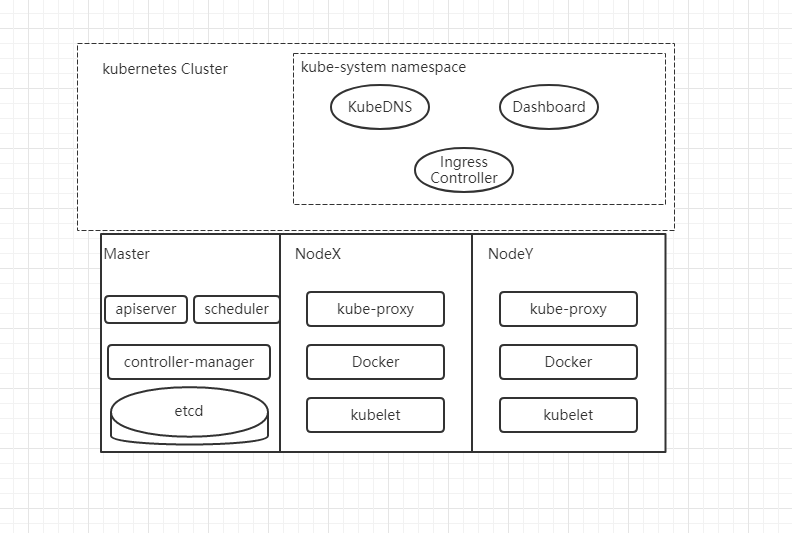 kubernetes Cluster
kube-system namespace
KubeDNS
Dashboard
Ingress
Controller
Master
NodeX
NodeY
apiserver
scheduler
kube-proxy
kube-proxy
controller-manager
Docker
Docker
etcd
kubelet
kubelet